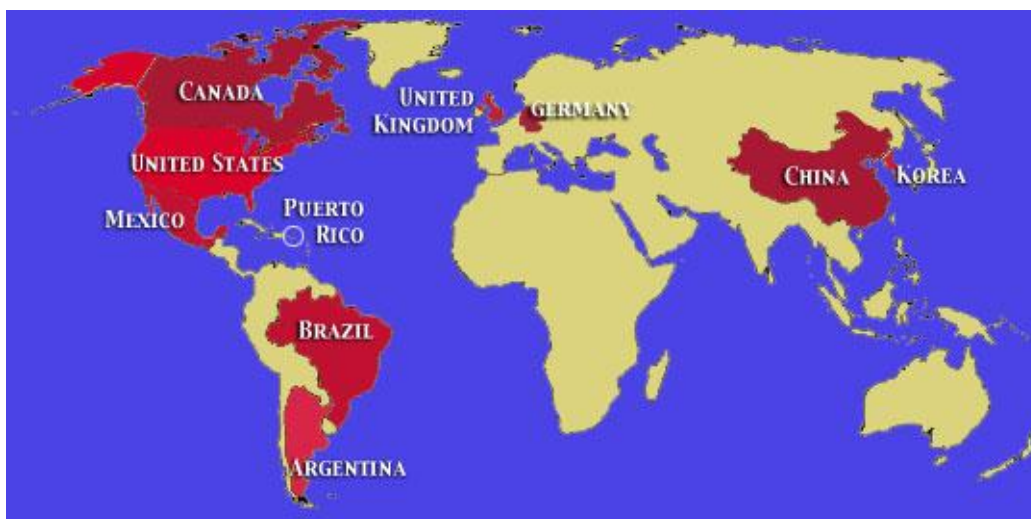 CANADA
UNITED
KINGDOM
GERMANY
UNITED STATES
CHINA
KOREA
MEXICO
PUERTO
RICO
BRAZIL
ARGENTINA